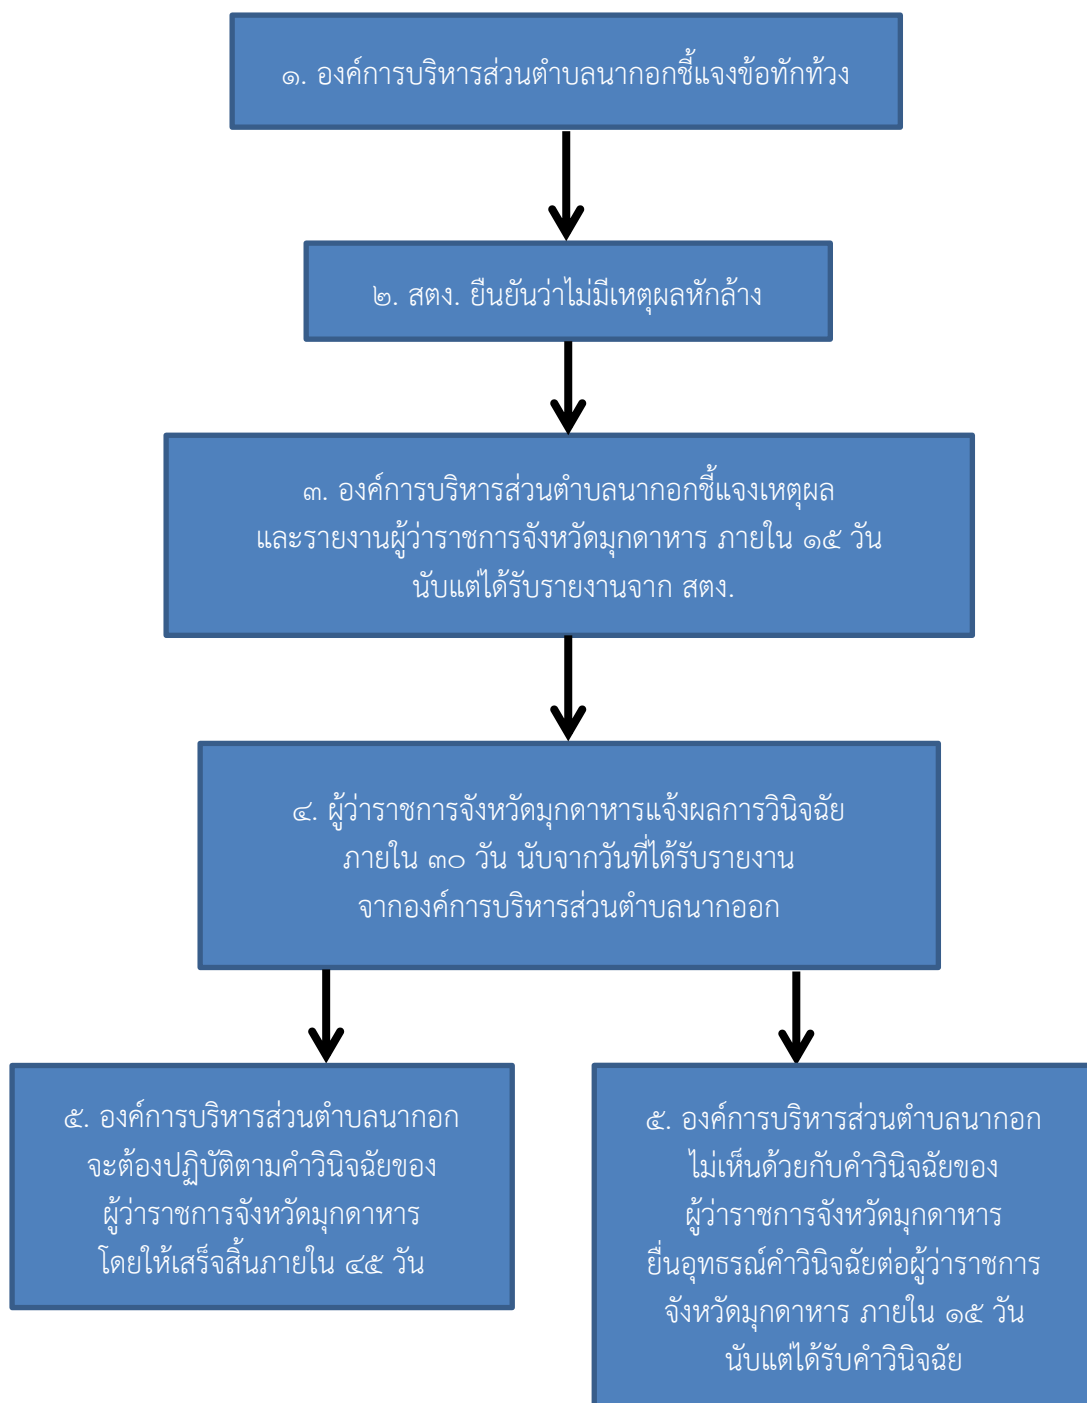 ๑. องค์การบริหารส่วนตำบลนากอกชี้แจงข้อทักท้วง
๒. สตง. ยืนยันว่าไม่มีเหตุผลหักล้าง
๓. องค์การบริหารส่วนตำบลนากอกชี้แจงเหตุผล
และรายงานผู้ว่าราชการจังหวัดมุกดาหาร ภายใน ๑๕ วัน
นับแต่ได้รับรายงานจาก สตง.
๔. ผู้ว่าราชการจังหวัดมุกดาหารแจ้งผลการวินิจฉัย
ภายใน ๓๐ วัน นับจากวันที่ได้รับรายงาน
จากองค์การบริหารส่วนตำบลนากออก
๕. องค์การบริหารส่วนตำบลนากอก
จะต้องปฏิบัติตามคำวินิจฉัยของ
ผู้ว่าราชการจังหวัดมุกดาหาร
โดยให้เสร็จสิ้นภายใน ๔๕ วัน
๕. องค์การบริหารส่วนตำบลนากอก
ไม่เห็นด้วยกับคำวินิจฉัยของ
ผู้ว่าราชการจังหวัดมุกดาหาร
ยื่นอุทธรณ์คำวินิจฉัยต่อผู้ว่าราชการ
จังหวัดมุกดาหาร ภายใน ๑๕ วัน
นับแต่ได้รับคำวินิจฉัย